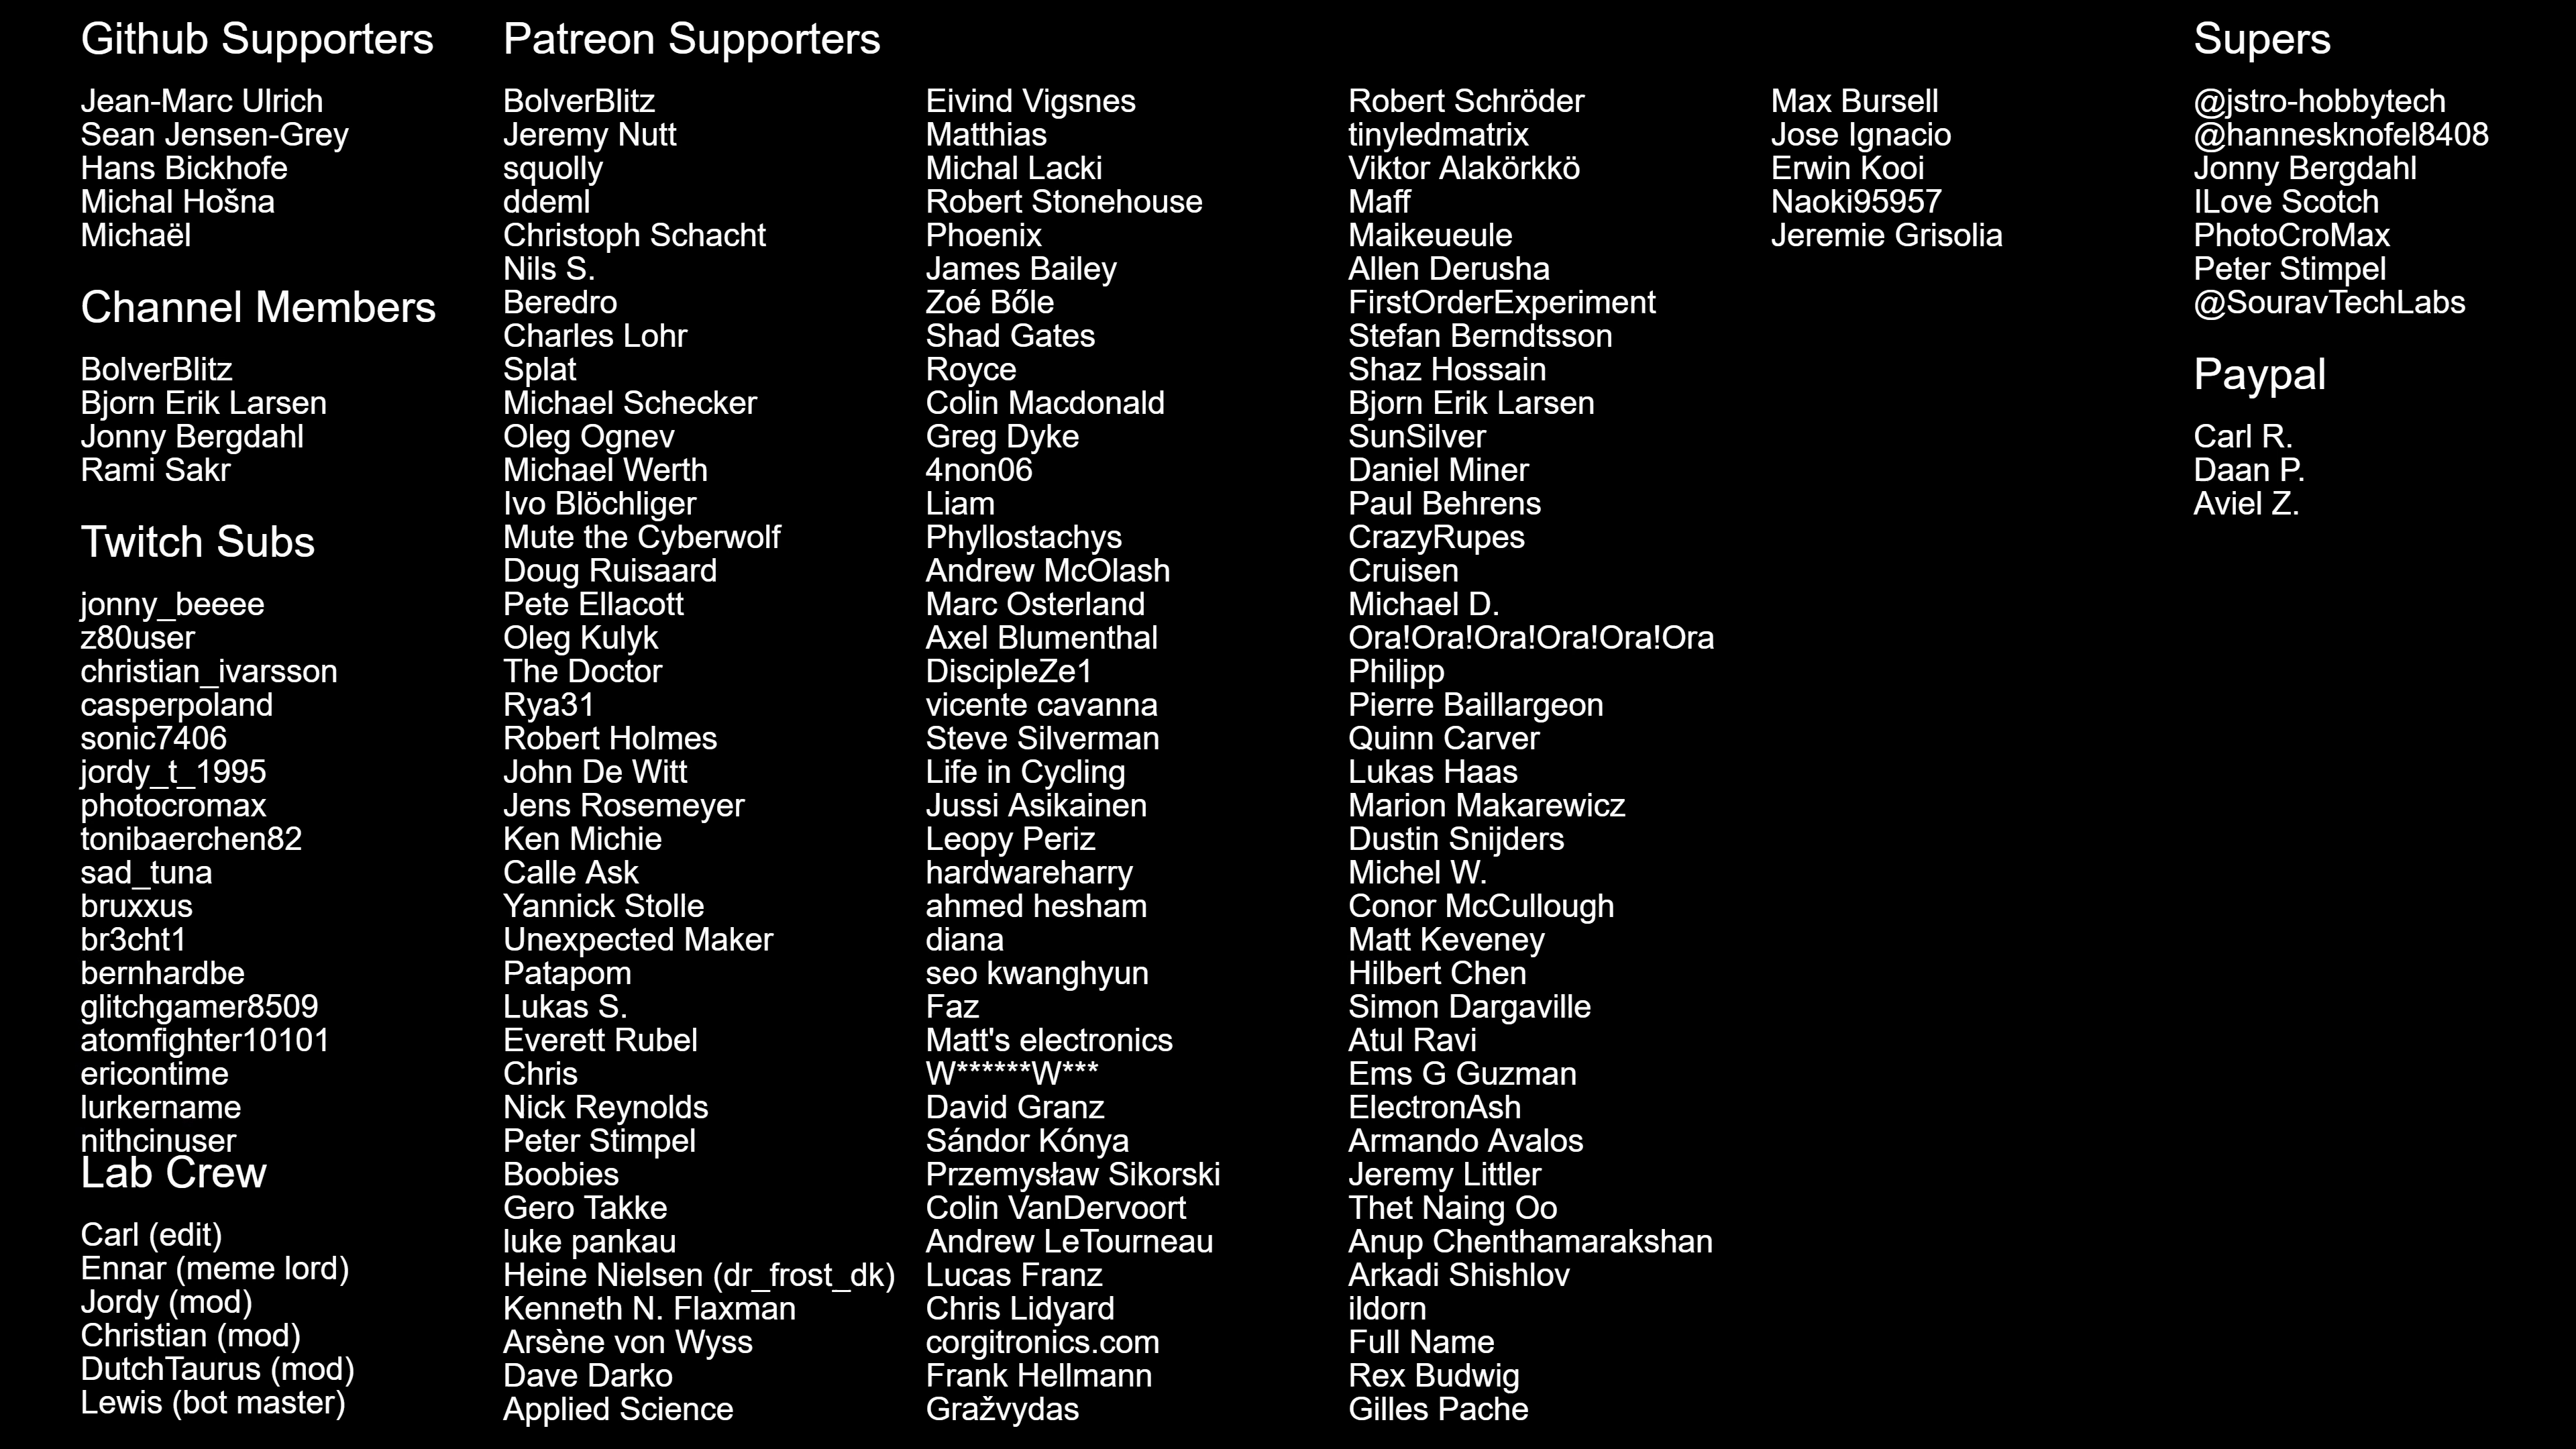 Github Supporters
Jean-Marc Ulrich
Sean Jensen-Grey
Hans Bickhofe
Michal Hošna
Michaël
Channel Members
BolverBlitz
Bjorn Erik Larsen
Jonny Bergdahl
Rami Sakr
Twitch Subs
jonny_beeee
z80user
christian_ivarsson
casperpoland
sonic7406
jordy_t_1995
photocromax
tonibaerchen82
sad_tuna
bruxxus
br3cht1
bernhardbe
glitchgamer8509
atomfighter10101
ericontime
lurkername
nithcinuser
Lab Crew
Carl (edit)
Ennar (meme lord)
Jordy (mod)
Christian (mod)
DutchTaurus (mod)
Lewis (bot master)
Patreon Supporters
BolverBlitz
Jeremy Nutt
squolly
ddeml
Christoph Schacht
Nils S.
Beredro
Charles Lohr
Splat
Michael Schecker
Oleg Ognev
Michael Werth
Ivo Blöchliger
Mute the Cyberwolf
Doug Ruisaard
Pete Ellacott
Oleg Kulyk
The Doctor
Rya31
Robert Holmes
John De Witt
Jens Rosemeyer
Ken Michie
Calle Ask
Yannick Stolle
Unexpected Maker
Patapom
Lukas S.
Everett Rubel
Chris
Nick Reynolds
Peter Stimpel
Boobies
Gero Takke
luke pankau
Heine Nielsen (dr_frost_dk)
Kenneth N. Flaxman
Arsène von Wyss
Dave Darko
Applied Science
Eivind Vigsnes
Matthias
Michal Lacki
Robert Stonehouse
Phoenix
James Bailey
Zoé Bőle
Shad Gates
Royce
Colin Macdonald
Greg Dyke
4non06
Liam
Phyllostachys
Andrew McOlash
Marc Osterland
Axel Blumenthal
DiscipleZe1
vicente cavanna
Steve Silverman
Life in Cycling
Jussi Asikainen
Leopy Periz
hardwareharry
ahmed hesham
diana
seo kwanghyun
Faz
Matt's electronics
W******W***
David Granz
Sándor Kónya
Przemysław Sikorski
Colin VanDervoort
Andrew LeTourneau
Lucas Franz
Chris Lidyard
corgitronics.com
Frank Hellmann
Gražvydas
Robert Schröder
tinyledmatrix
Viktor Alakörkkö
Maff
Maikeueule
Allen Derusha
FirstOrderExperiment
Stefan Berndtsson
Shaz Hossain
Bjorn Erik Larsen
SunSilver
Daniel Miner
Paul Behrens
CrazyRupes
Cruisen
Michael D.
Ora!Ora!Ora!Ora!Ora!Ora
Philipp
Pierre Baillargeon
Quinn Carver
Lukas Haas
Marion Makarewicz
Dustin Snijders
Michel W.
Conor McCullough
Matt Keveney
Hilbert Chen
Simon Dargaville
Atul Ravi
Ems G Guzman
ElectronAsh
Armando Avalos
Jeremy Littler
Thet Naing Oo
Anup Chenthamarakshan
Arkadi Shishlov
ildorn
Full Name
Rex Budwig
Gilles Pache
Max Bursell
Jose Ignacio
Erwin Kooi
Naoki95957
Jeremie Grisolia
Supers
@jstro-hobbytech
@hannesknofel8408
Jonny Bergdahl
ILove Scotch
PhotoCroMax
Peter Stimpel
@SouravTechLabs
Paypal
Carl R.
Daan P.
Aviel Z.